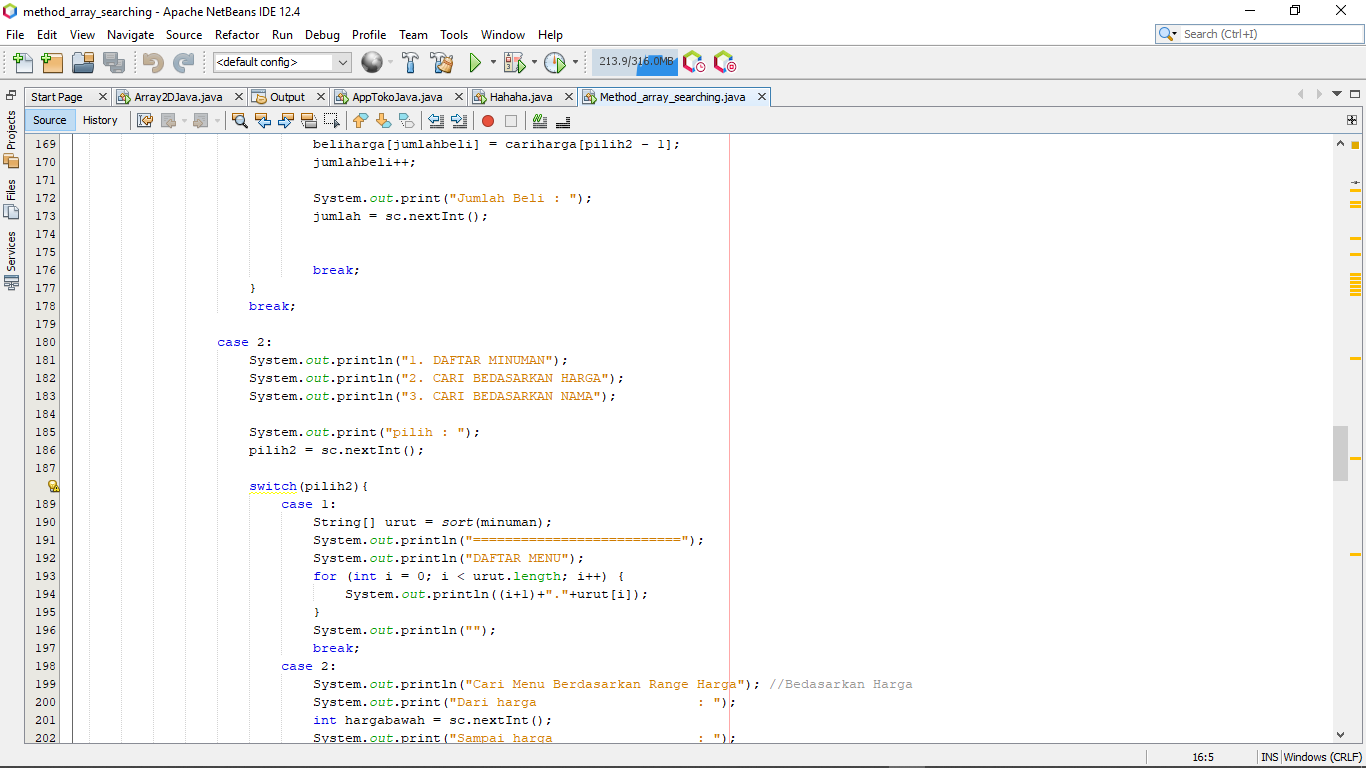 method_array_searching - Apache NetBeans IDE 12.4
File Edit View Navigate Source Refactor Run Debug Profile Team Tools Window Help
Search (Ctrl+I)
<default config>
213.9/316.0MB
Start Page
Array2DJava.java
Output
AppTokoJava.java
Hahaha.java
Method_array_searching.java
Source History
Projects
Files
Services
169 beliharga[jumlahbeli] = cariharga[pilih2 - 1];
170 jumlahbeli++;
171
172 System.out.print("Jumlah Beli : ");
173 jumlah = sc.nextInt();
174
175
176 break;
177 }
178 break;
179
180 case 2:
181 System.out.println("1. DAFTAR MINUMAN");
182 System.out.println("2. CARI BEDASARKAN HARGA");
183 System.out.println("3. CARI BEDASARKAN NAMA");
184
185 System.out.print("pilih : ");
186 pilih2 = sc.nextInt();
187
switch(pilih2){
189 case 1:
190 String[] urut = sort(minuman);
191 System.out.println("==========================");
192 System.out.println("DAFTAR MENU");
193 for (int i = 0; i < urut.length; i++) {
194 System.out.println((i+1)+"."+urut[i]);
195 }
196 System.out.println("");
197 break;
198 case 2:
199 System.out.println("Cari Menu Berdasarkan Range Harga"); //Bedasarkan Harga
200 System.out.print("Dari harga                    : ");
201 int hargabawah = sc.nextInt();
202 System.out.print("Sampai harga                  : ");
16:5 INS Windows (CRLF)